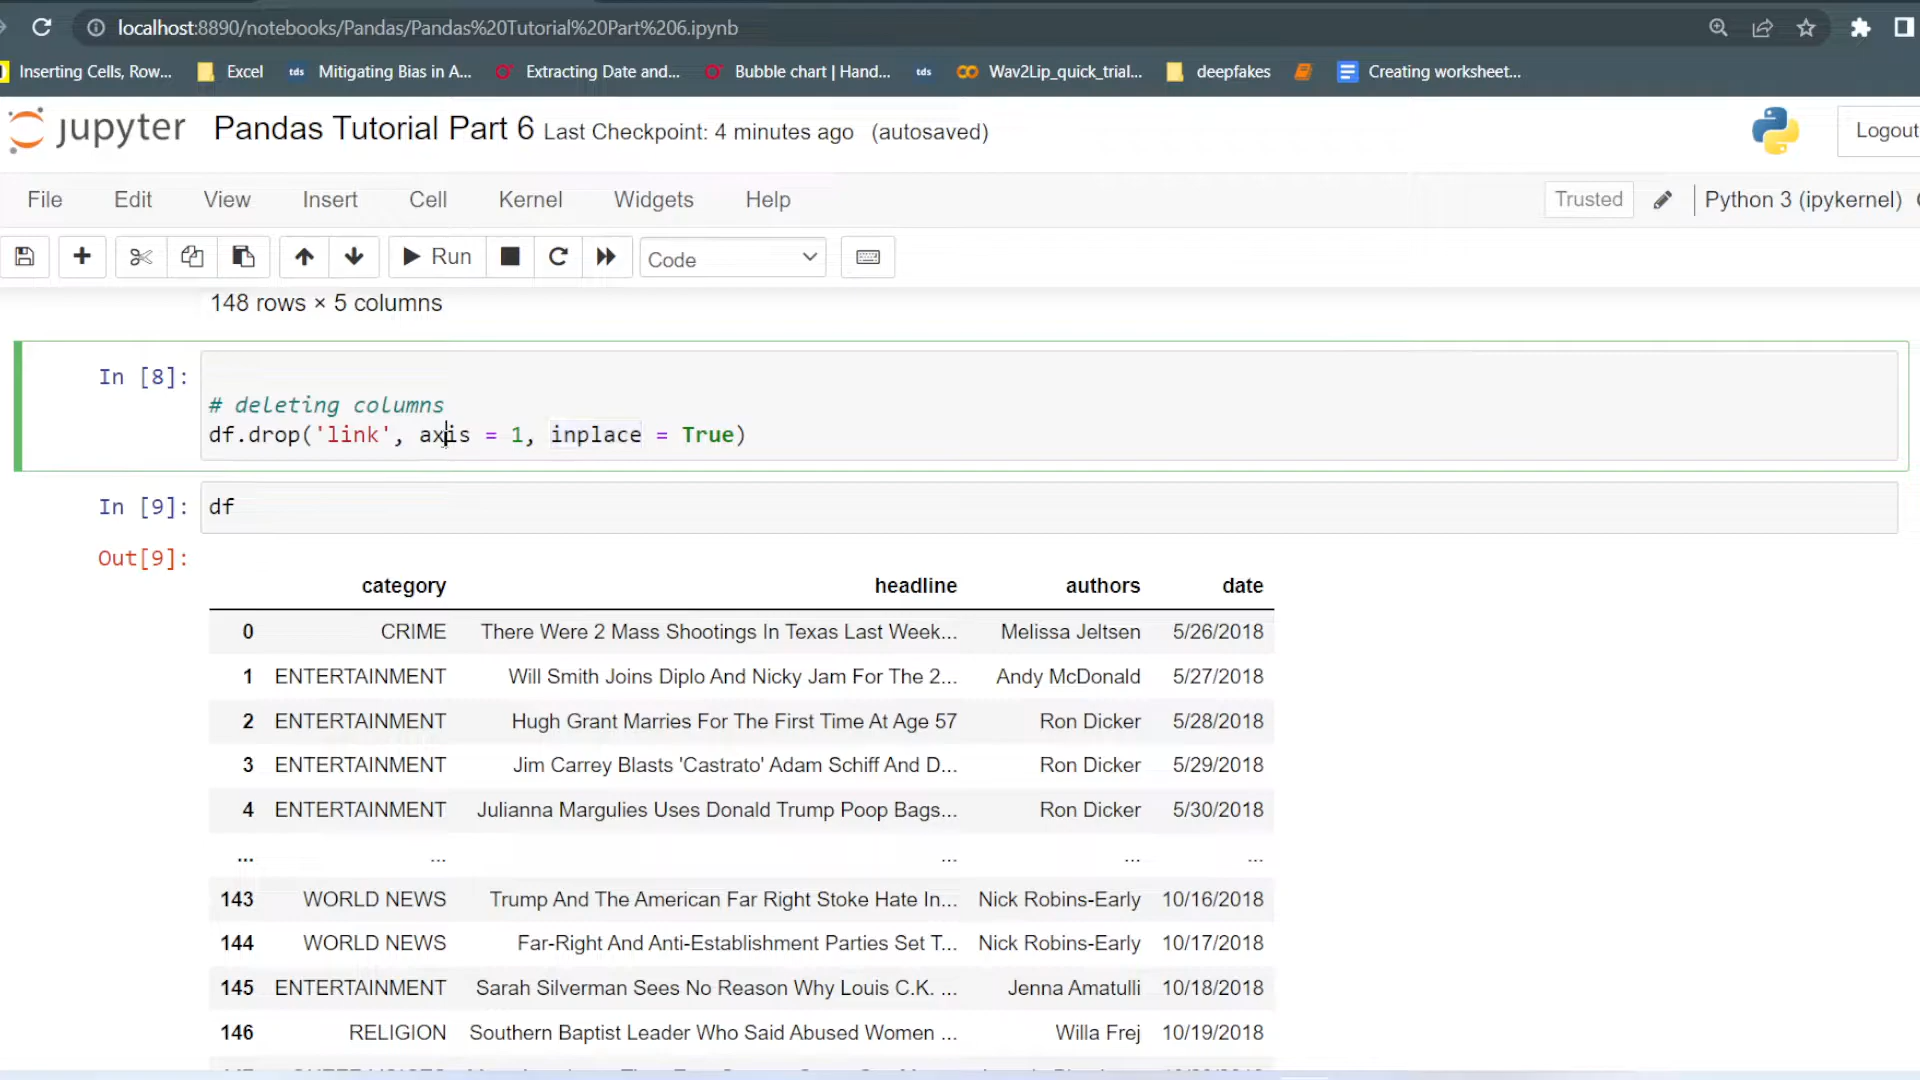 localhost:8890/notebooks/Pandas/Pandas%20Tutorial%20Part%206.ipynb
Inserting Cells, Row... Excel tds Mitigating Bias in A... Extracting Date and... Bubble chart | Hand... tds Wav2Lip_quick_trial... deepfakes Creating worksheet...
jupyter Pandas Tutorial Part 6 Last Checkpoint: 4 minutes ago (autosaved) Logout
File Edit View Insert Cell Kernel Widgets Help Trusted Python 3 (ipykernel)
Run Code
148 rows × 5 columns
In [8]:
# deleting columns
df.drop('link', axis = 1, inplace = True)
In [9]: df
Out[9]:
category headline authors date
0 CRIME There Were 2 Mass Shootings In Texas Last Week... Melissa Jeltsen 5/26/2018
1 ENTERTAINMENT Will Smith Joins Diplo And Nicky Jam For The 2... Andy McDonald 5/27/2018
2 ENTERTAINMENT Hugh Grant Marries For The First Time At Age 57 Ron Dicker 5/28/2018
3 ENTERTAINMENT Jim Carrey Blasts 'Castrato' Adam Schiff And D... Ron Dicker 5/29/2018
4 ENTERTAINMENT Julianna Margulies Uses Donald Trump Poop Bags... Ron Dicker 5/30/2018
... ... ... ... ...
143 WORLD NEWS Trump And The American Far Right Stoke Hate In... Nick Robins-Early 10/16/2018
144 WORLD NEWS Far-Right And Anti-Establishment Parties Set T... Nick Robins-Early 10/17/2018
145 ENTERTAINMENT Sarah Silverman Sees No Reason Why Louis C.K. ... Jenna Amatulli 10/18/2018
146 RELIGION Southern Baptist Leader Who Said Abused Women ... Willa Frej 10/19/2018